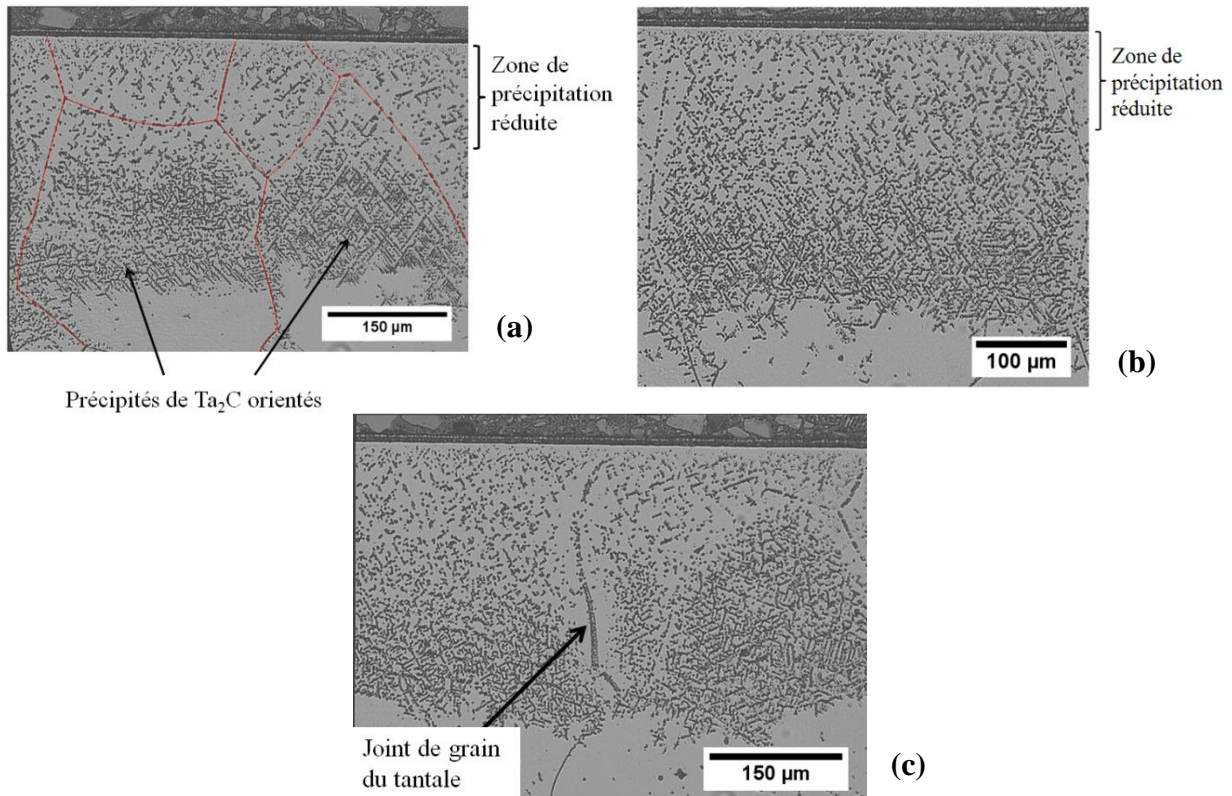 Zone de
précipitation
réduite
150 µm
(a)
Précipités de Ta₂C orientés
Zone de
précipitation
réduite
100 µm
(b)
Joint de grain
du tantale
150 µm
(c)